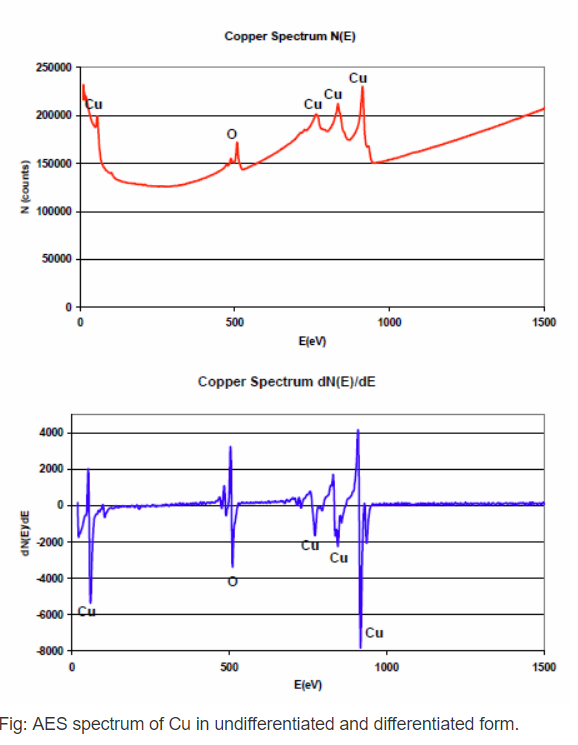 Copper Spectrum N(E)
250000
200000
150000
100000
50000
0
N (counts)
Cu
O
Cu
Cu
Cu
0
500
1000
1500
E(eV)
Copper Spectrum dN(E)/dE
4000
2000
0
-2000
-4000
-6000
-8000
dN(E)/dE
Cu
O
Cu
Cu
Cu
0
500
1000
1500
E(eV)
Fig: AES spectrum of Cu in undifferentiated and differentiated form.